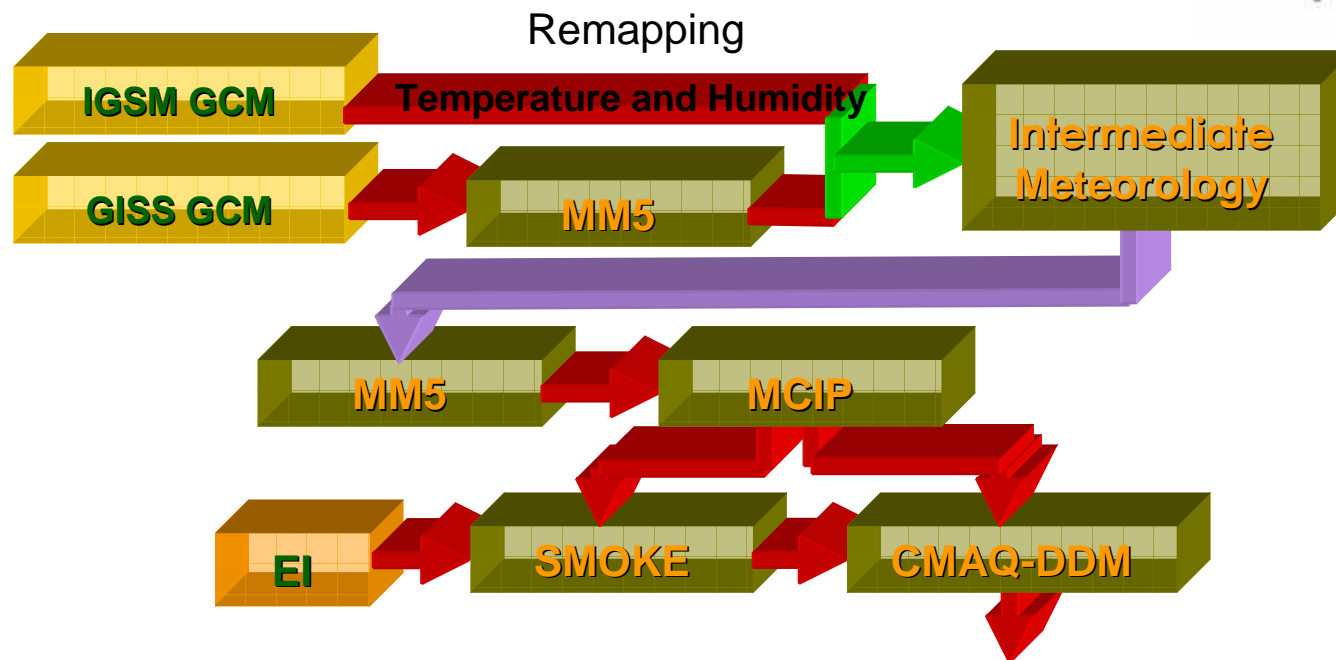 Remapping
IGSM GCM
Temperature and Humidity
Intermediate
Meteorology
GISS GCM
MM5
MM5
MCIP
EI
SMOKE
CMAQ-DDM